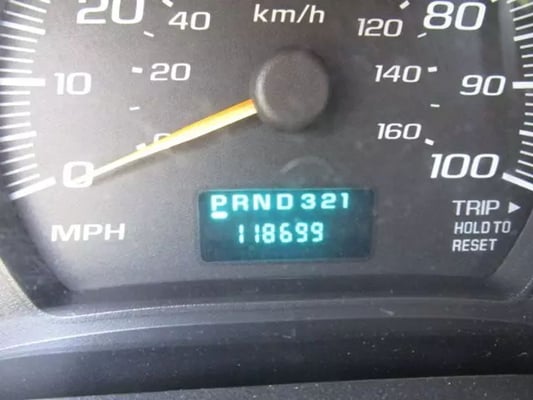 20 40 km/h 120 80
10 20 140 90
0 0 160 100
PRND321
118699
MPH
TRIP ▶
HOLD TO
RESET